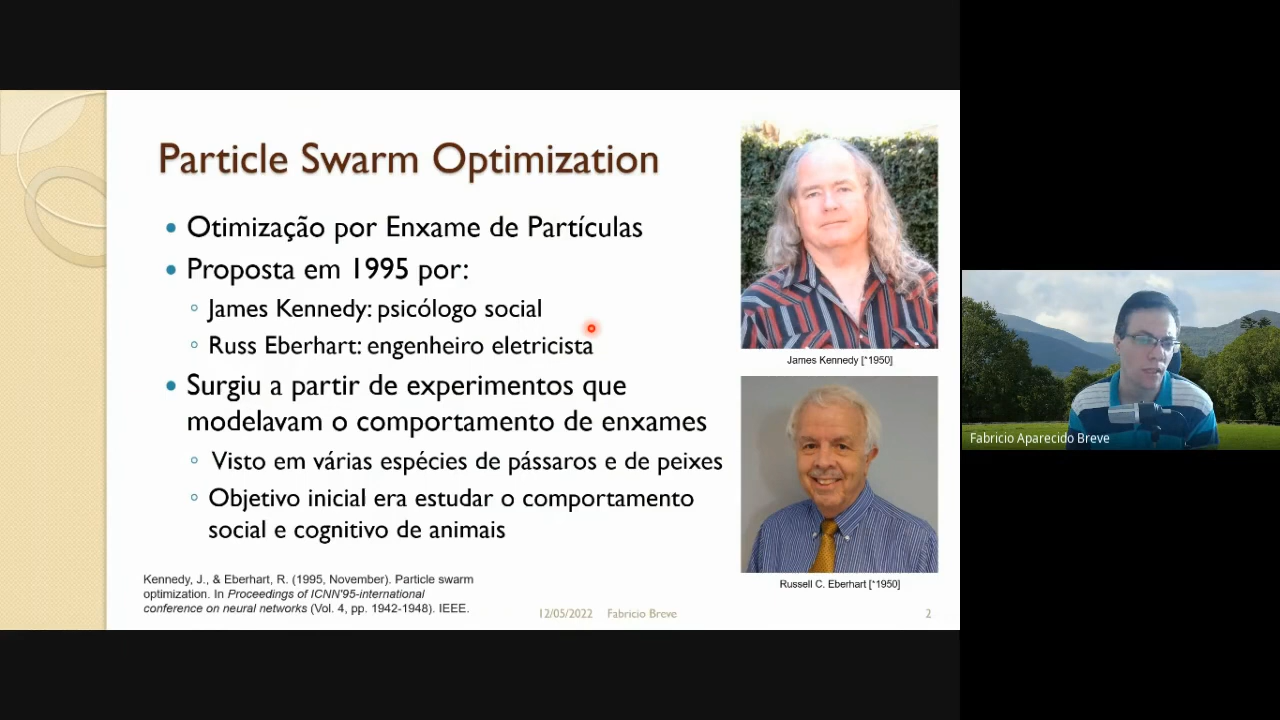 Particle Swarm Optimization
• Otimização por Enxame de Partículas
• Proposta em 1995 por:
◦ James Kennedy: psicólogo social
◦ Russ Eberhart: engenheiro eletricista
• Surgiu a partir de experimentos que
modelavam o comportamento de enxames
◦ Visto em várias espécies de pássaros e de peixes
◦ Objetivo inicial era estudar o comportamento
social e cognitivo de animais
Kennedy, J., & Eberhart, R. (1995, November). Particle swarm
optimization. In Proceedings of ICNN'95-international
conference on neural networks (Vol. 4, pp. 1942-1948). IEEE.
12/05/2022 Fabricio Breve
2
James Kennedy [*1950]
Russell C. Eberhart [*1950]
Fabricio Aparecido Breve